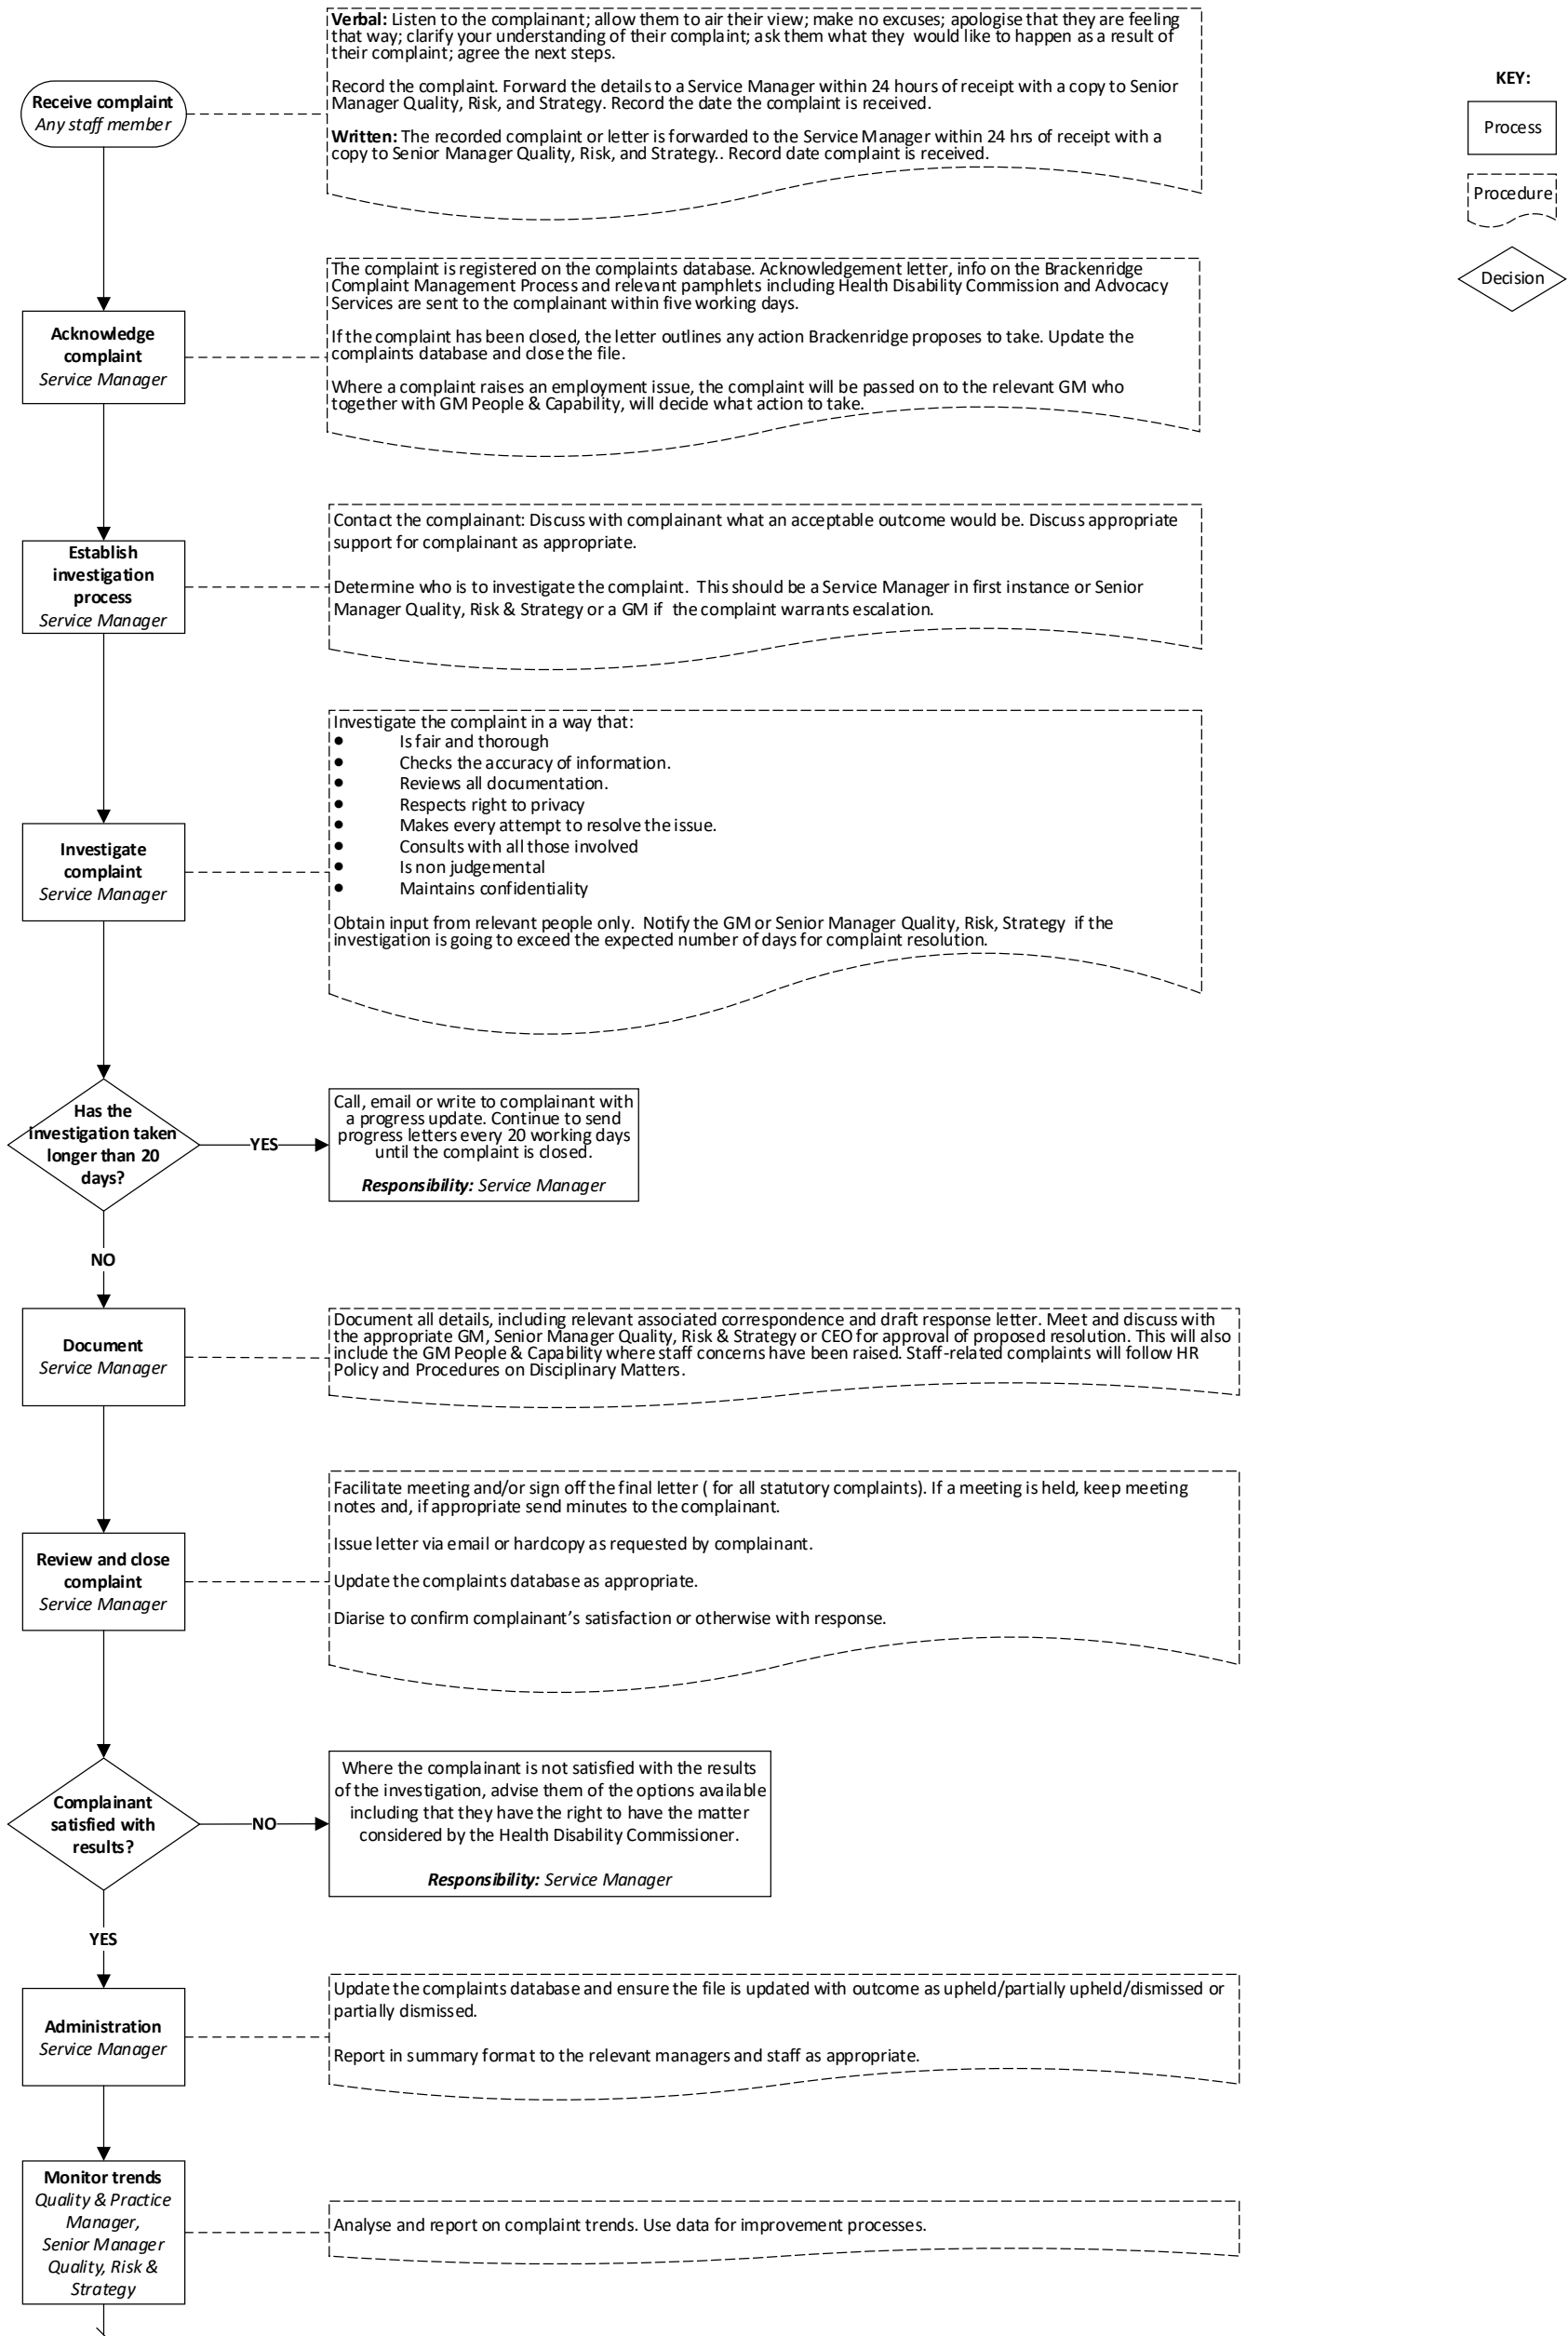 Verbal: Listen to the complainant; allow them to air their view; make no excuses; apologise that they are feeling
that way; clarify your understanding of their complaint; ask them what they would like to happen as a result of
their complaint; agree the next steps.
Record the complaint. Forward the details to a Service Manager within 24 hours of receipt with a copy to Senior
Manager Quality, Risk, and Strategy. Record the date the complaint is received.
Written: The recorded complaint or letter is forwarded to the Service Manager within 24 hrs of receipt with a
copy to Senior Manager Quality, Risk, and Strategy.. Record date complaint is received.
Receive complaint
Any staff member
KEY:
Process
Procedure
Decision
The complaint is registered on the complaints database. Acknowledgement letter, info on the Brackenridge
Complaint Management Process and relevant pamphlets including Health Disability Commission and Advocacy
Services are sent to the complainant within five working days.
If the complaint has been closed, the letter outlines any action Brackenridge proposes to take. Update the
complaints database and close the file.
Where a complaint raises an employment issue, the complaint will be passed on to the relevant GM who
together with GM People & Capability, will decide what action to take.
Acknowledge
complaint
Service Manager
Contact the complainant: Discuss with complainant what an acceptable outcome would be. Discuss appropriate
support for complainant as appropriate.
Determine who is to investigate the complaint. This should be a Service Manager in first instance or Senior
Manager Quality, Risk & Strategy or a GM if the complaint warrants escalation.
Establish
investigation
process
Service Manager
Investigate the complaint in a way that:
● Is fair and thorough
● Checks the accuracy of information.
● Reviews all documentation.
● Respects right to privacy
● Makes every attempt to resolve the issue.
● Consults with all those involved
● Is non judgemental
● Maintains confidentiality
Obtain input from relevant people only. Notify the GM or Senior Manager Quality, Risk, Strategy if the
investigation is going to exceed the expected number of days for complaint resolution.
Investigate
complaint
Service Manager
Has the
investigation taken
longer than 20
days?
YES
Call, email or write to complainant with
a progress update. Continue to send
progress letters every 20 working days
until the complaint is closed.
Responsibility: Service Manager
NO
Document
Service Manager
Document all details, including relevant associated correspondence and draft response letter. Meet and discuss with
the appropriate GM, Senior Manager Quality, Risk & Strategy or CEO for approval of proposed resolution. This will also
include the GM People & Capability where staff concerns have been raised. Staff-related complaints will follow HR
Policy and Procedures on Disciplinary Matters.
Facilitate meeting and/or sign off the final letter ( for all statutory complaints). If a meeting is held, keep meeting
notes and, if appropriate send minutes to the complainant.
Issue letter via email or hardcopy as requested by complainant.
Update the complaints database as appropriate.
Diarise to confirm complainant's satisfaction or otherwise with response.
Review and close
complaint
Service Manager
Complainant
satisfied with
results?
NO
Where the complainant is not satisfied with the results
of the investigation, advise them of the options available
including that they have the right to have the matter
considered by the Health Disability Commissioner.
Responsibility: Service Manager
YES
Administration
Service Manager
Update the complaints database and ensure the file is updated with outcome as upheld/partially upheld/dismissed or
partially dismissed.
Report in summary format to the relevant managers and staff as appropriate.
Monitor trends
Quality & Practice
Manager,
Senior Manager
Quality, Risk &
Strategy
Analyse and report on complaint trends. Use data for improvement processes.